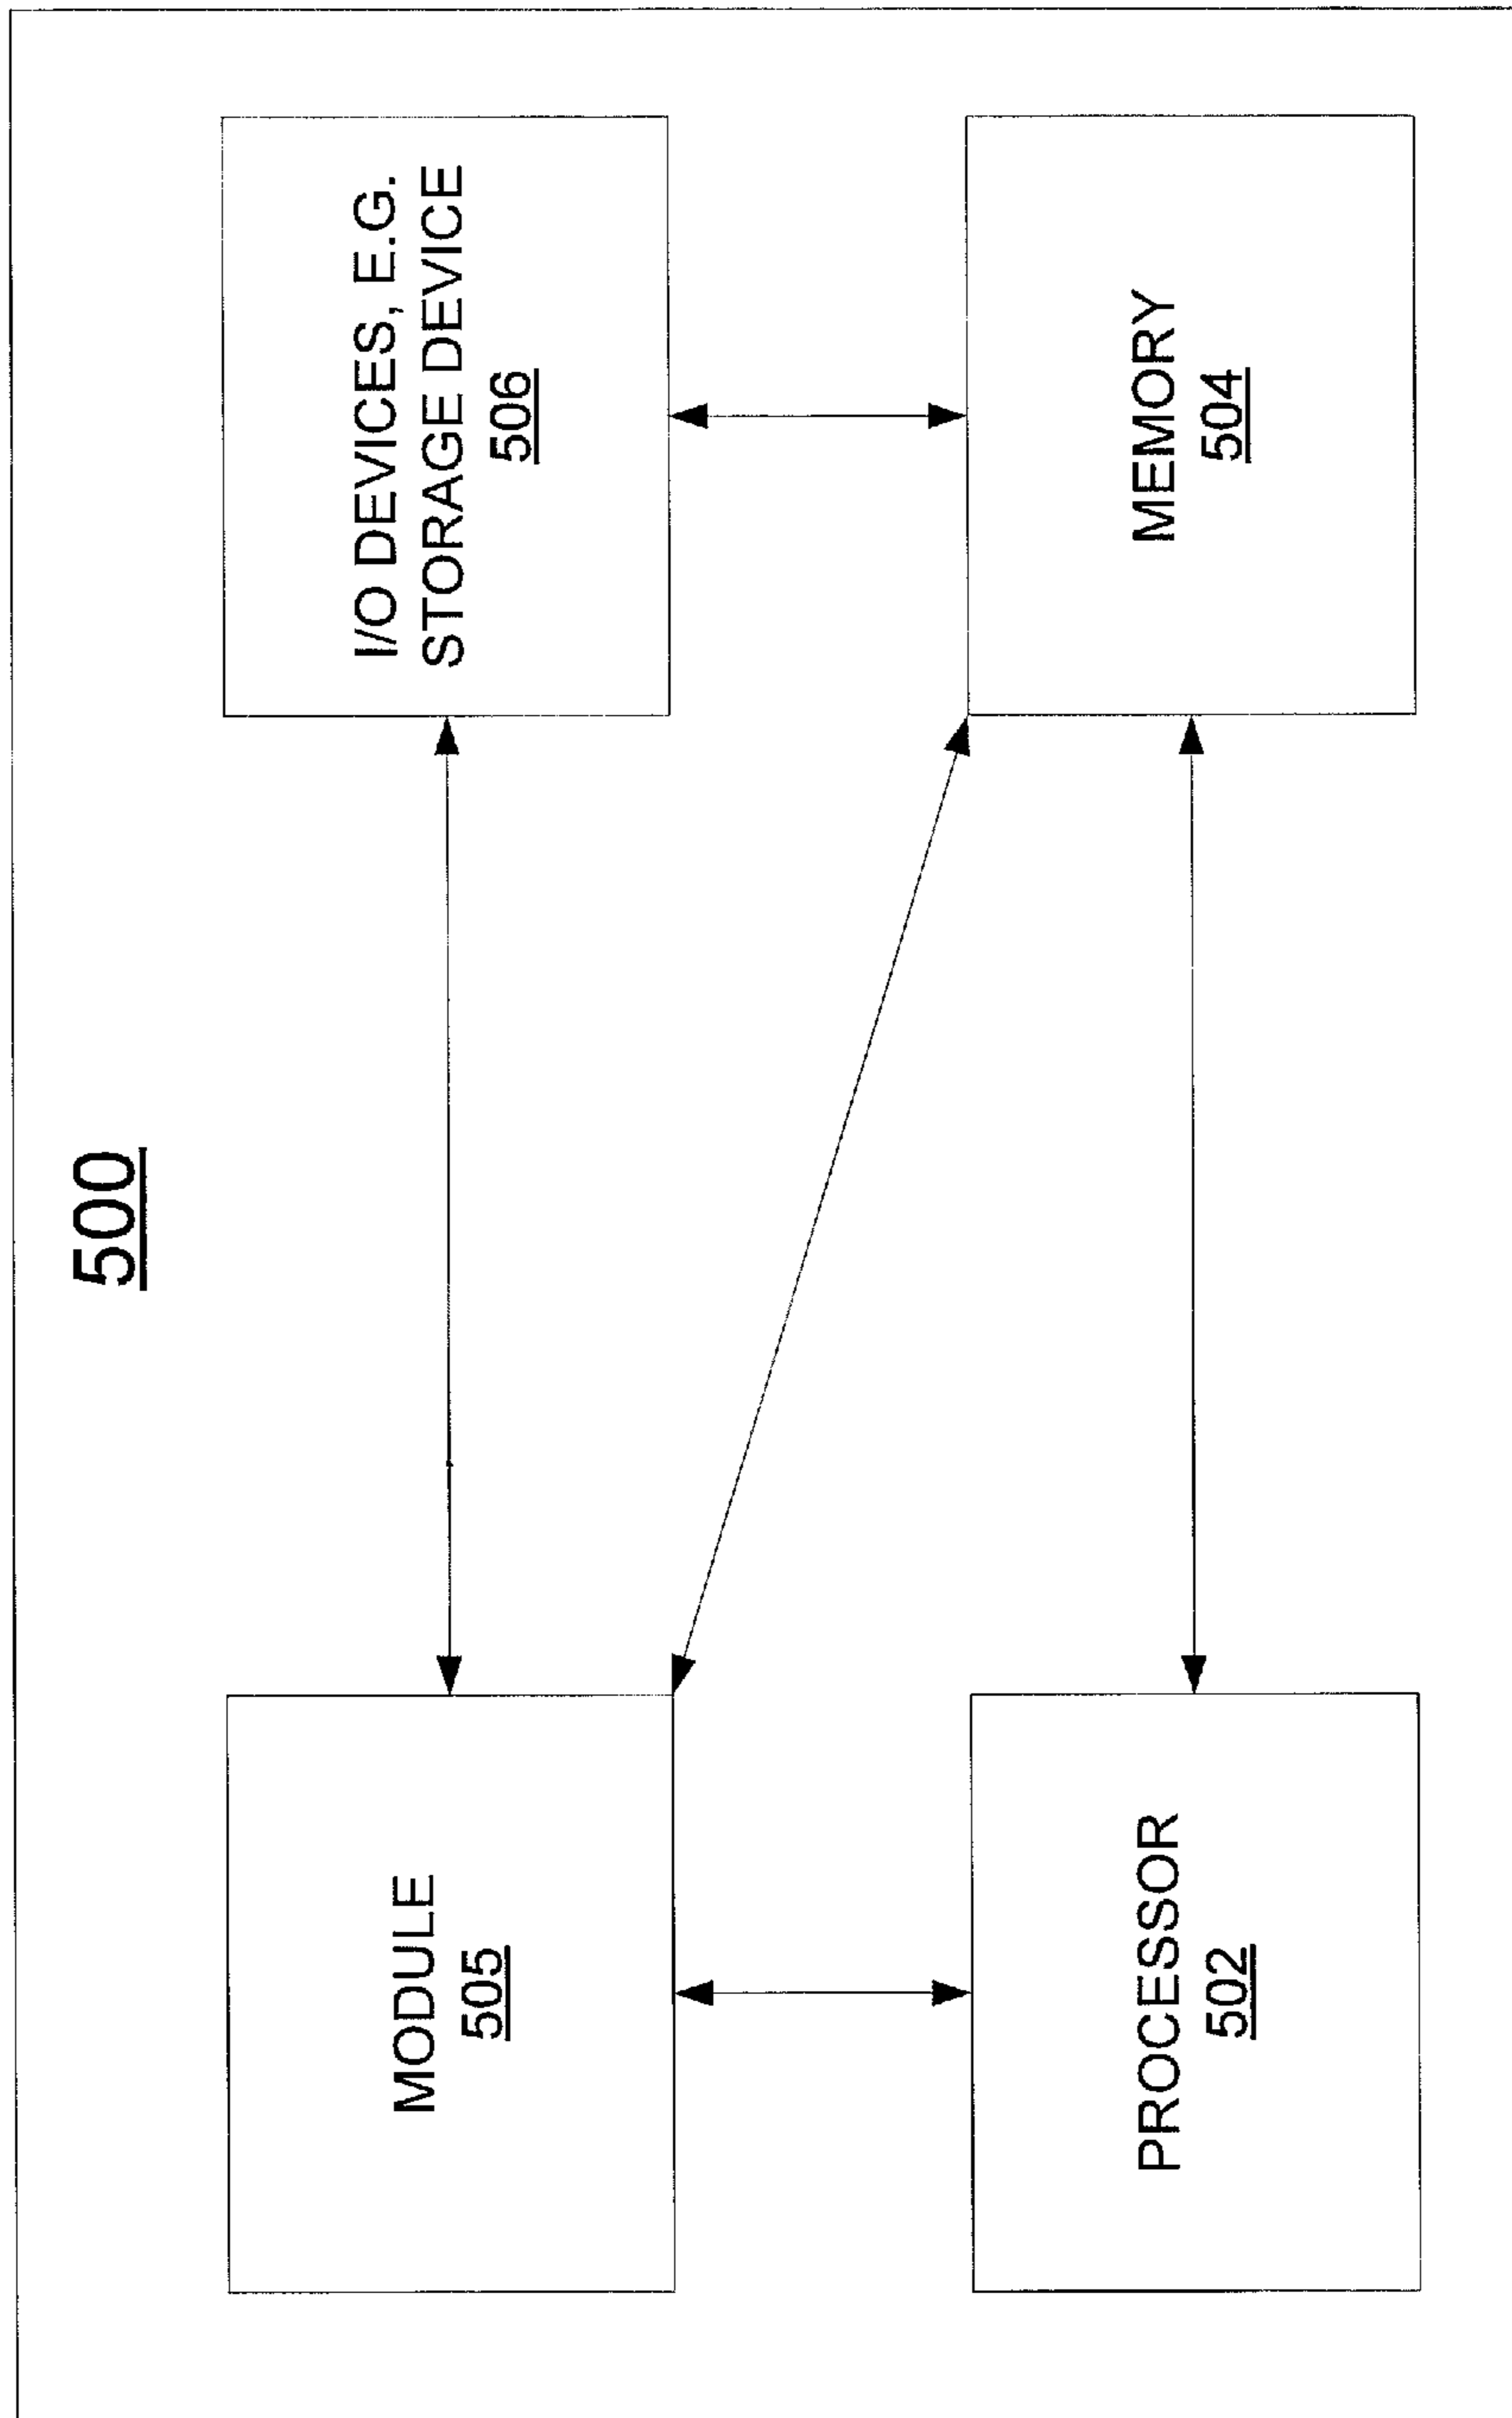 500
MODULE
505
I/O DEVICES, E.G.
STORAGE DEVICE
506
PROCESSOR
502
MEMORY
504